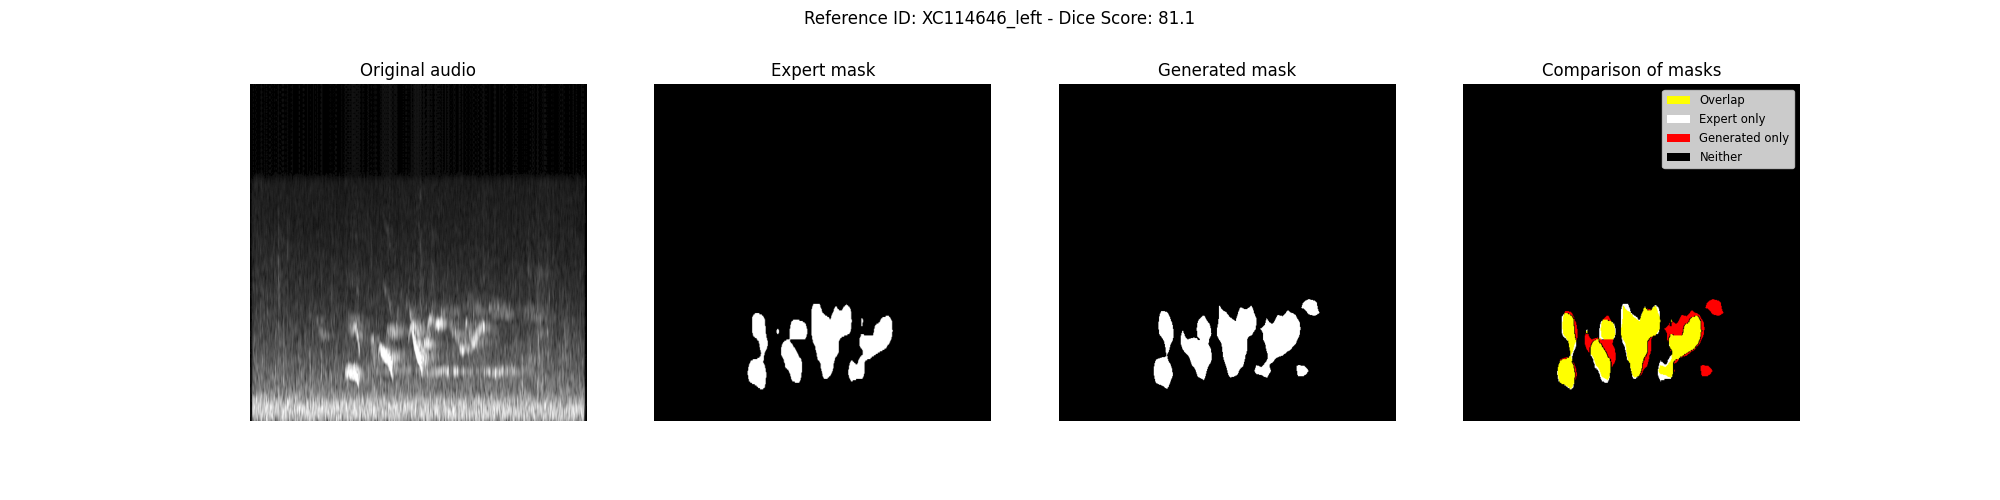 Reference ID: XC114646_left - Dice Score: 81.1
Original audio
Expert mask
Generated mask
Comparison of masks
Overlap
Expert only
Generated only
Neither